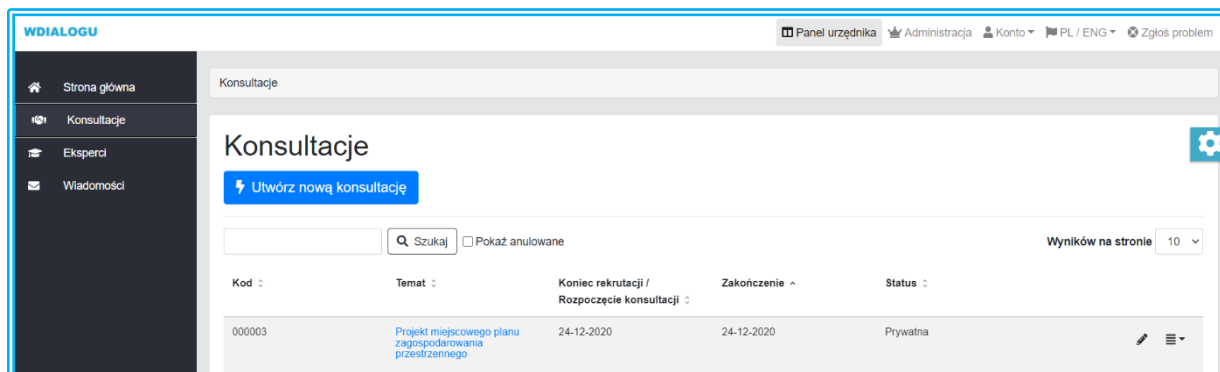 WDIALOGU
Panel urzędnika Administracja Konto PL / ENG Zgłoś problem
Strona główna
Konsultacje
Eksperci
Wiadomości
Konsultacje
Konsultacje
Utwórz nową konsultację
Szukaj Pokaż anulowane Wyników na stronie 10
Kod Temat Koniec rekrutacji / Rozpoczęcie konsultacji Zakończenie Status
000003 Projekt miejscowego planu 24-12-2020 24-12-2020 Prywatna
zagospodarowania
przestrzennego